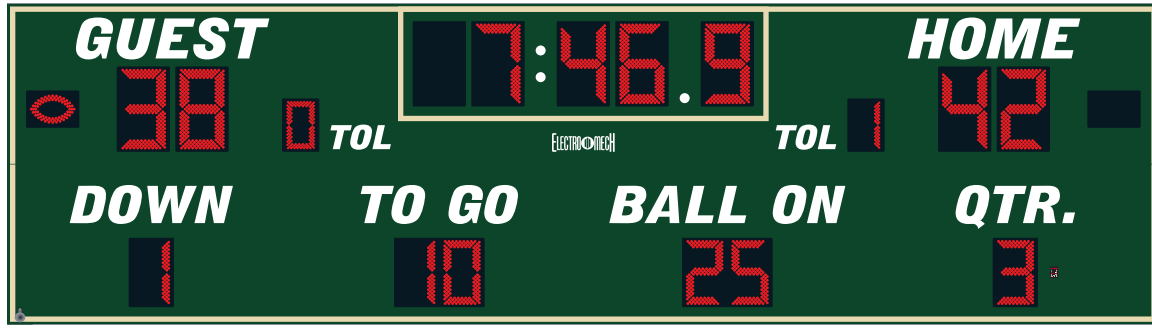 GUEST 7:46.9 HOME
38 0 TOL ELECTRO-MECH TOL 1 42
DOWN TO GO BALL ON QTR.
1 10 25 3